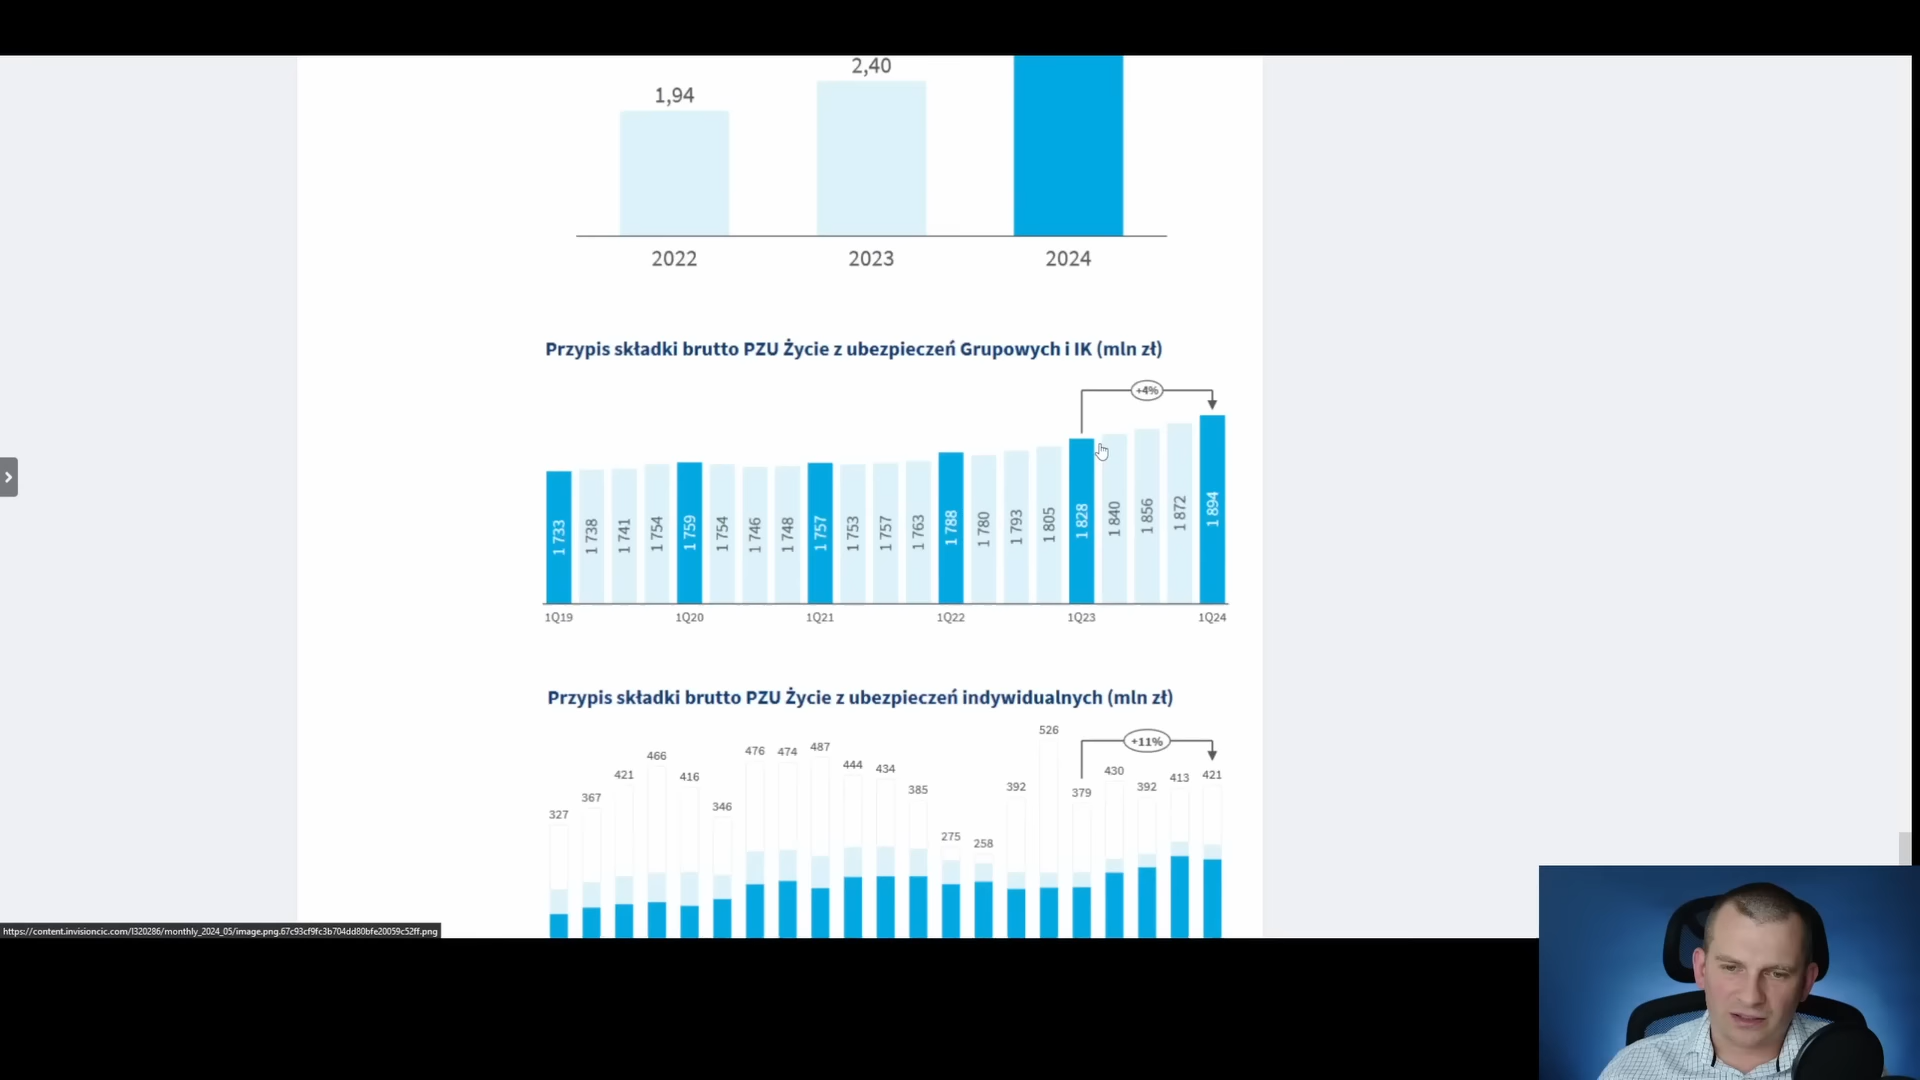 2,40
1,94
2022 2023 2024
Przypis składki brutto PZU Życie z ubezpieczeń Grupowych i IK (mln zł)
+4%
1 733 1 738 1 741 1 754 1 759 1 754 1 746 1 748 1 757 1 753 1 757 1 763 1 788 1 780 1 793 1 805 1 828 1 840 1 856 1 872 1 894
1Q19 1Q20 1Q21 1Q22 1Q23 1Q24
Przypis składki brutto PZU Życie z ubezpieczeń indywidualnych (mln zł)
+11%
327 367 421 466 416 346 476 474 487 444 434 385 275 258 392 526 379 430 392 413 421
https://content.invisioncic.com/l320286/monthly_2024_05/image.png.67c93cf9fc3b704dd80bfe20059c52ff.png